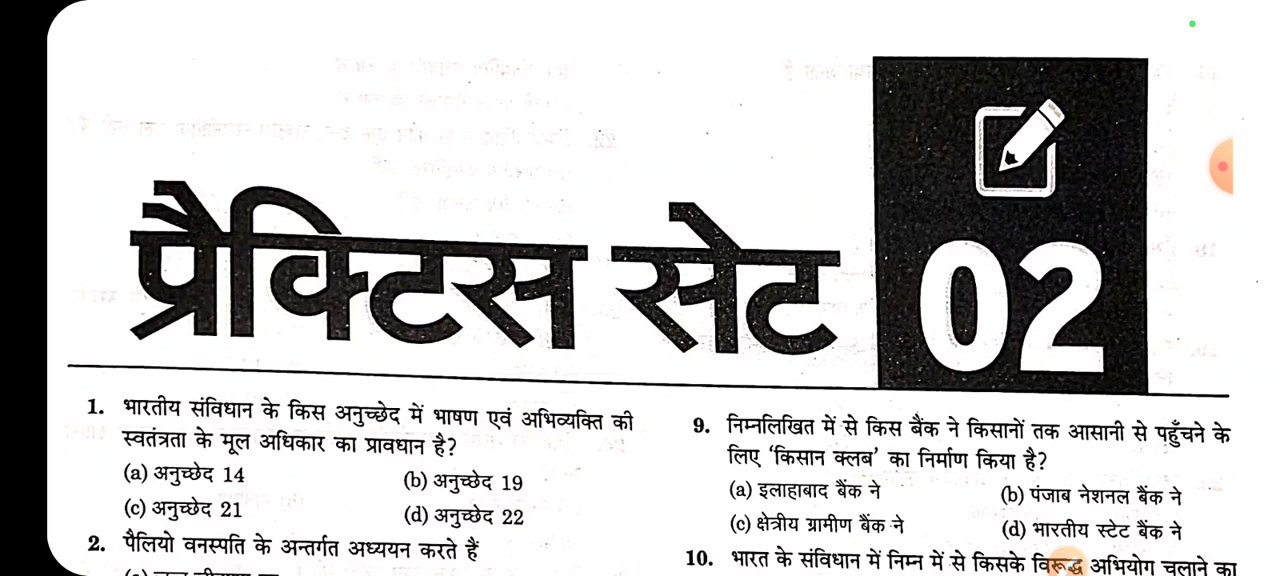 प्रैक्टिस सेट
02
1. भारतीय संविधान के किस अनुच्छेद में भाषण एवं अभिव्यक्ति की
स्वतंत्रता के मूल अधिकार का प्रावधान है?
(a) अनुच्छेद 14 (b) अनुच्छेद 19
(c) अनुच्छेद 21 (d) अनुच्छेद 22
2. पैलियो वनस्पति के अन्तर्गत अध्ययन करते हैं
9. निम्नलिखित में से किस बैंक ने किसानों तक आसानी से पहुँचने के
लिए ‘किसान क्लब’ का निर्माण किया है?
(a) इलाहाबाद बैंक ने (b) पंजाब नेशनल बैंक ने
(c) क्षेत्रीय ग्रामीण बैंक ने (d) भारतीय स्टेट बैंक ने
10. भारत के संविधान में निम्न में से किसके विरूद्ध अभियोग चलाने का